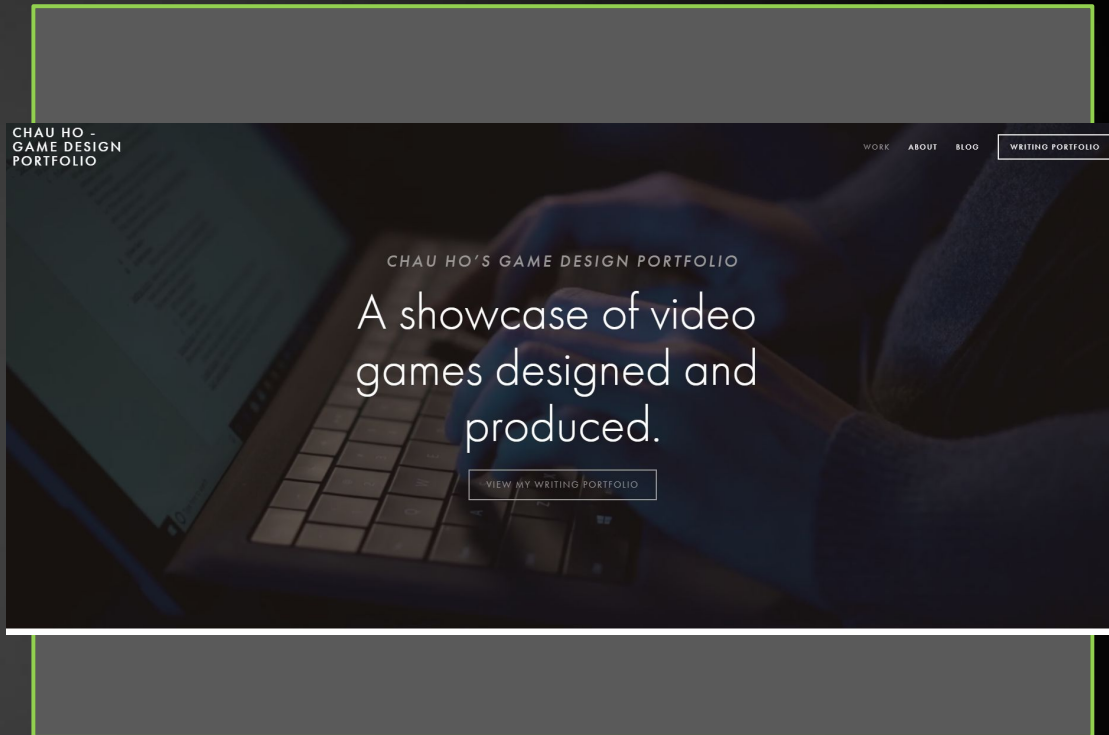 CHAU HO -
GAME DESIGN
PORTFOLIO
WORK ABOUT BLOG WRITING PORTFOLIO
CHAU HO’S GAME DESIGN PORTFOLIO
A showcase of video
games designed and
produced.
VIEW MY WRITING PORTFOLIO